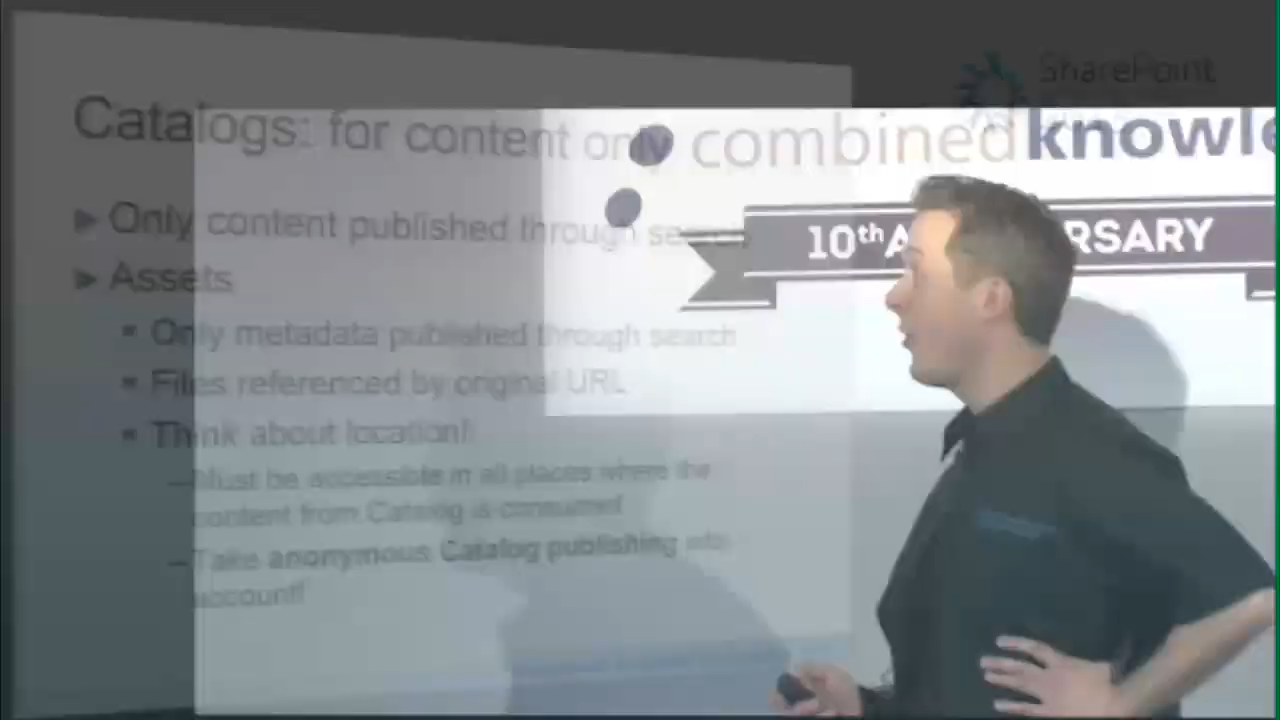 SharePoint
Catalogs: for content only
combined knowle
10th A RSARY
Only content published through search
Assets
Only metadata published through search
Files referenced by original URL
Think about location!
Must be accessible in all places where the
content from Catalog is consumed
Take anonymous Catalog publishing into
account!